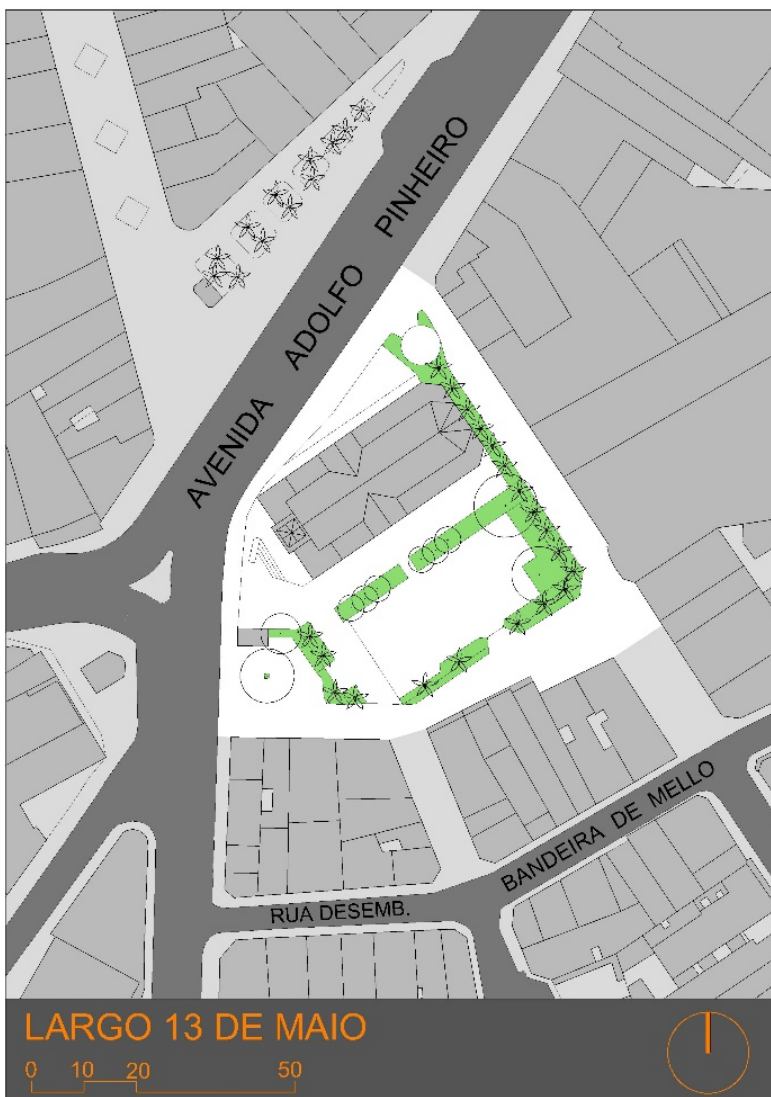 AVENIDA ADOLFO PINHEIRO
RUA DESEMB. BANDEIRA DE MELLO
LARGO 13 DE MAIO
0 10 20 50